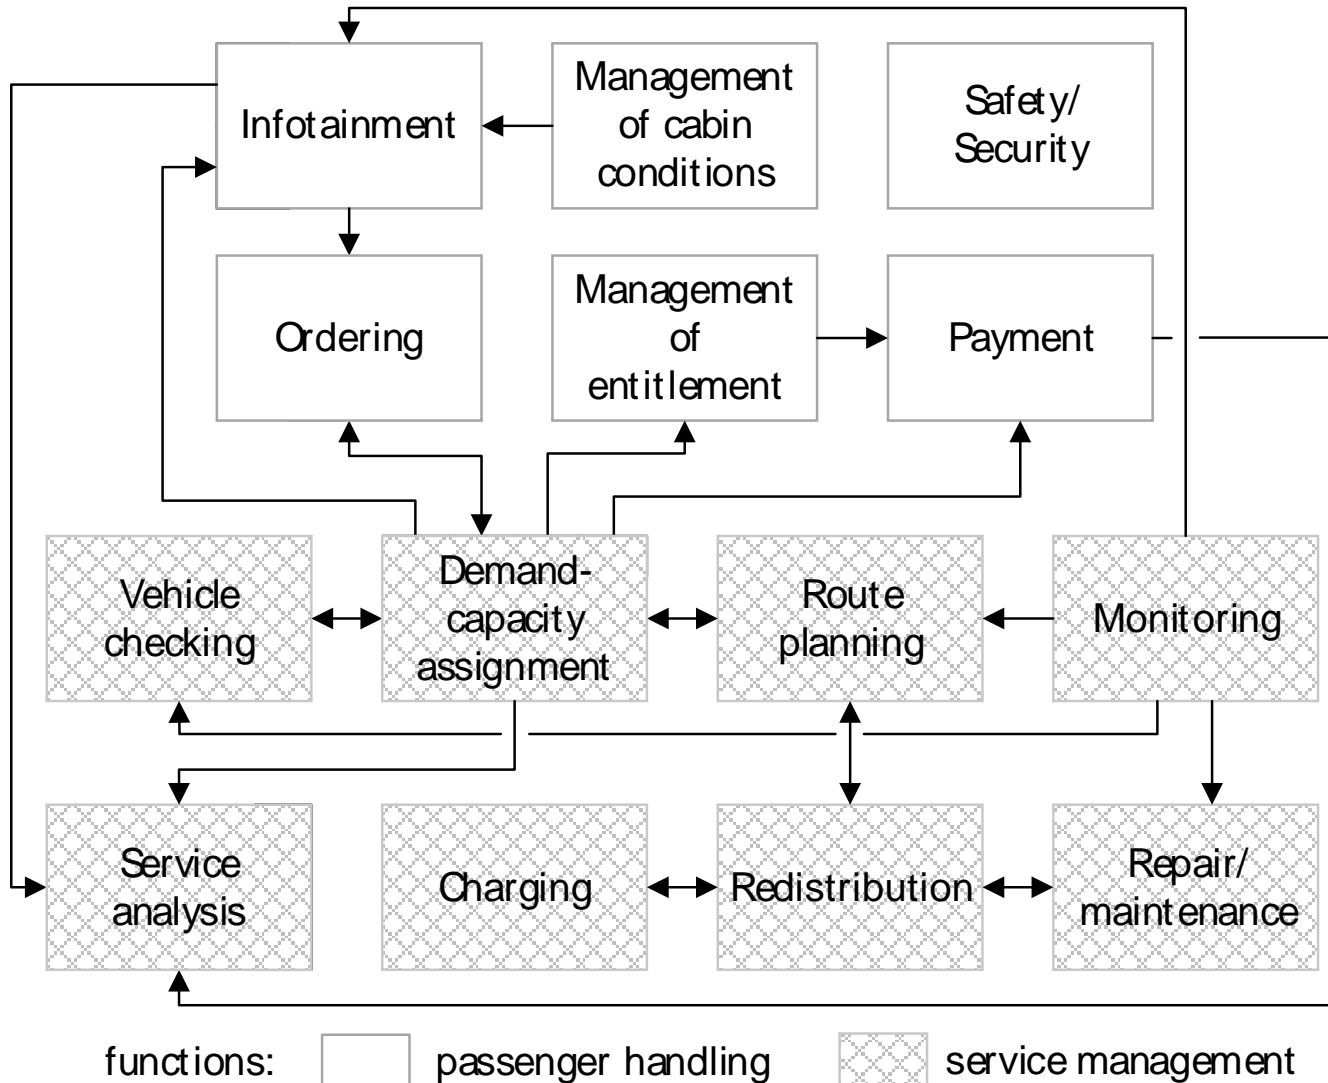 Infotainment
Management
of cabin
conditions
Safety/
Security
Ordering
Management
of
entitlement
Payment
Vehicle
checking
Demand-
capacity
assignment
Route
planning
Monitoring
Service
analysis
Charging
Redistribution
Repair/
maintenance
functions: passenger handling service management